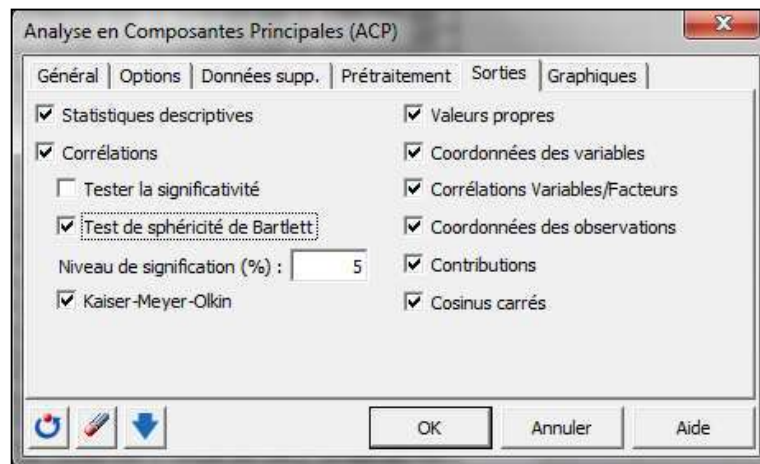 Analyse en Composantes Principales (ACP)
Général Options Données supp. Prétraitement Sorties Graphiques
Statistiques descriptives
Corrélations
Tester la significativité
Test de sphéricité de Bartlett
Niveau de signification (%) : 5
Kaiser-Meyer-Olkin
Valeurs propres
Coordonnées des variables
Corrélations Variables/Facteurs
Coordonnées des observations
Contributions
Cosinus carrés
OK Annuler Aide